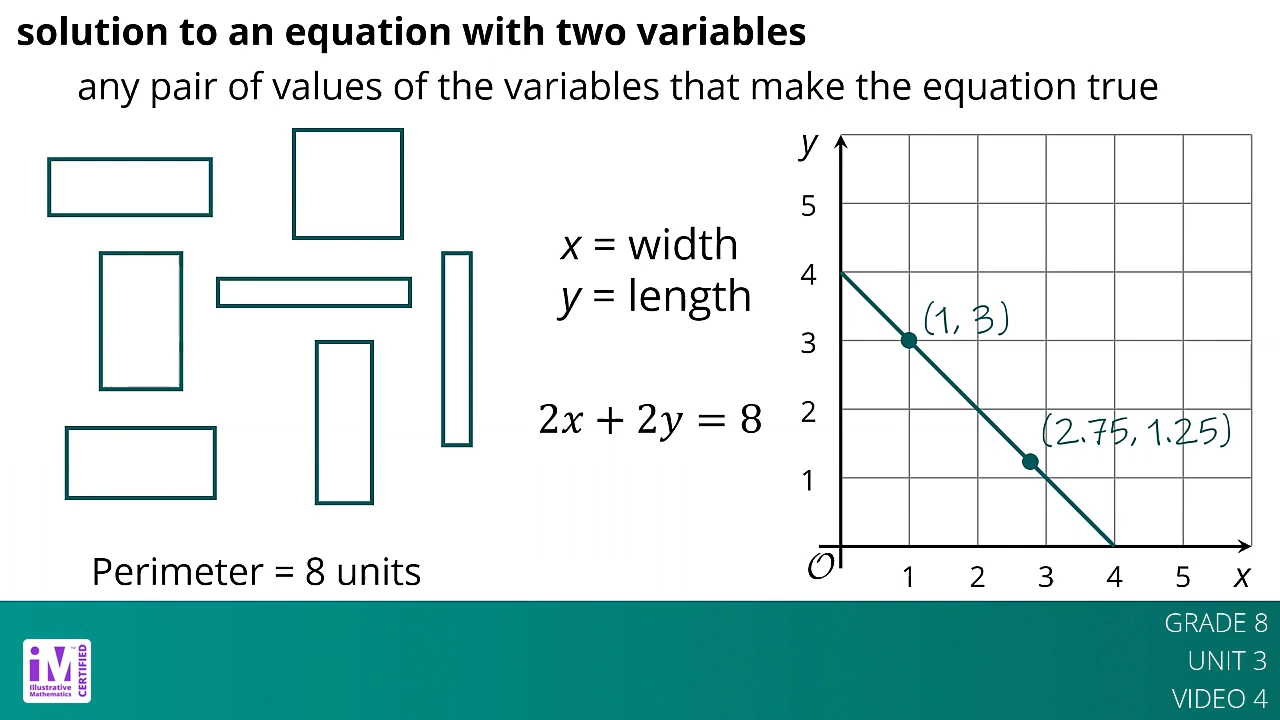 solution to an equation with two variables
any pair of values of the variables that make the equation true
x = width
y = length
2x + 2y = 8
Perimeter = 8 units
y
5
4
3
2
1
O
1 2 3 4 5 x
(1, 3)
(2.75, 1.25)
GRADE 8
UNIT 3
VIDEO 4
iM
Illustrative
Mathematics
CERTIFIED